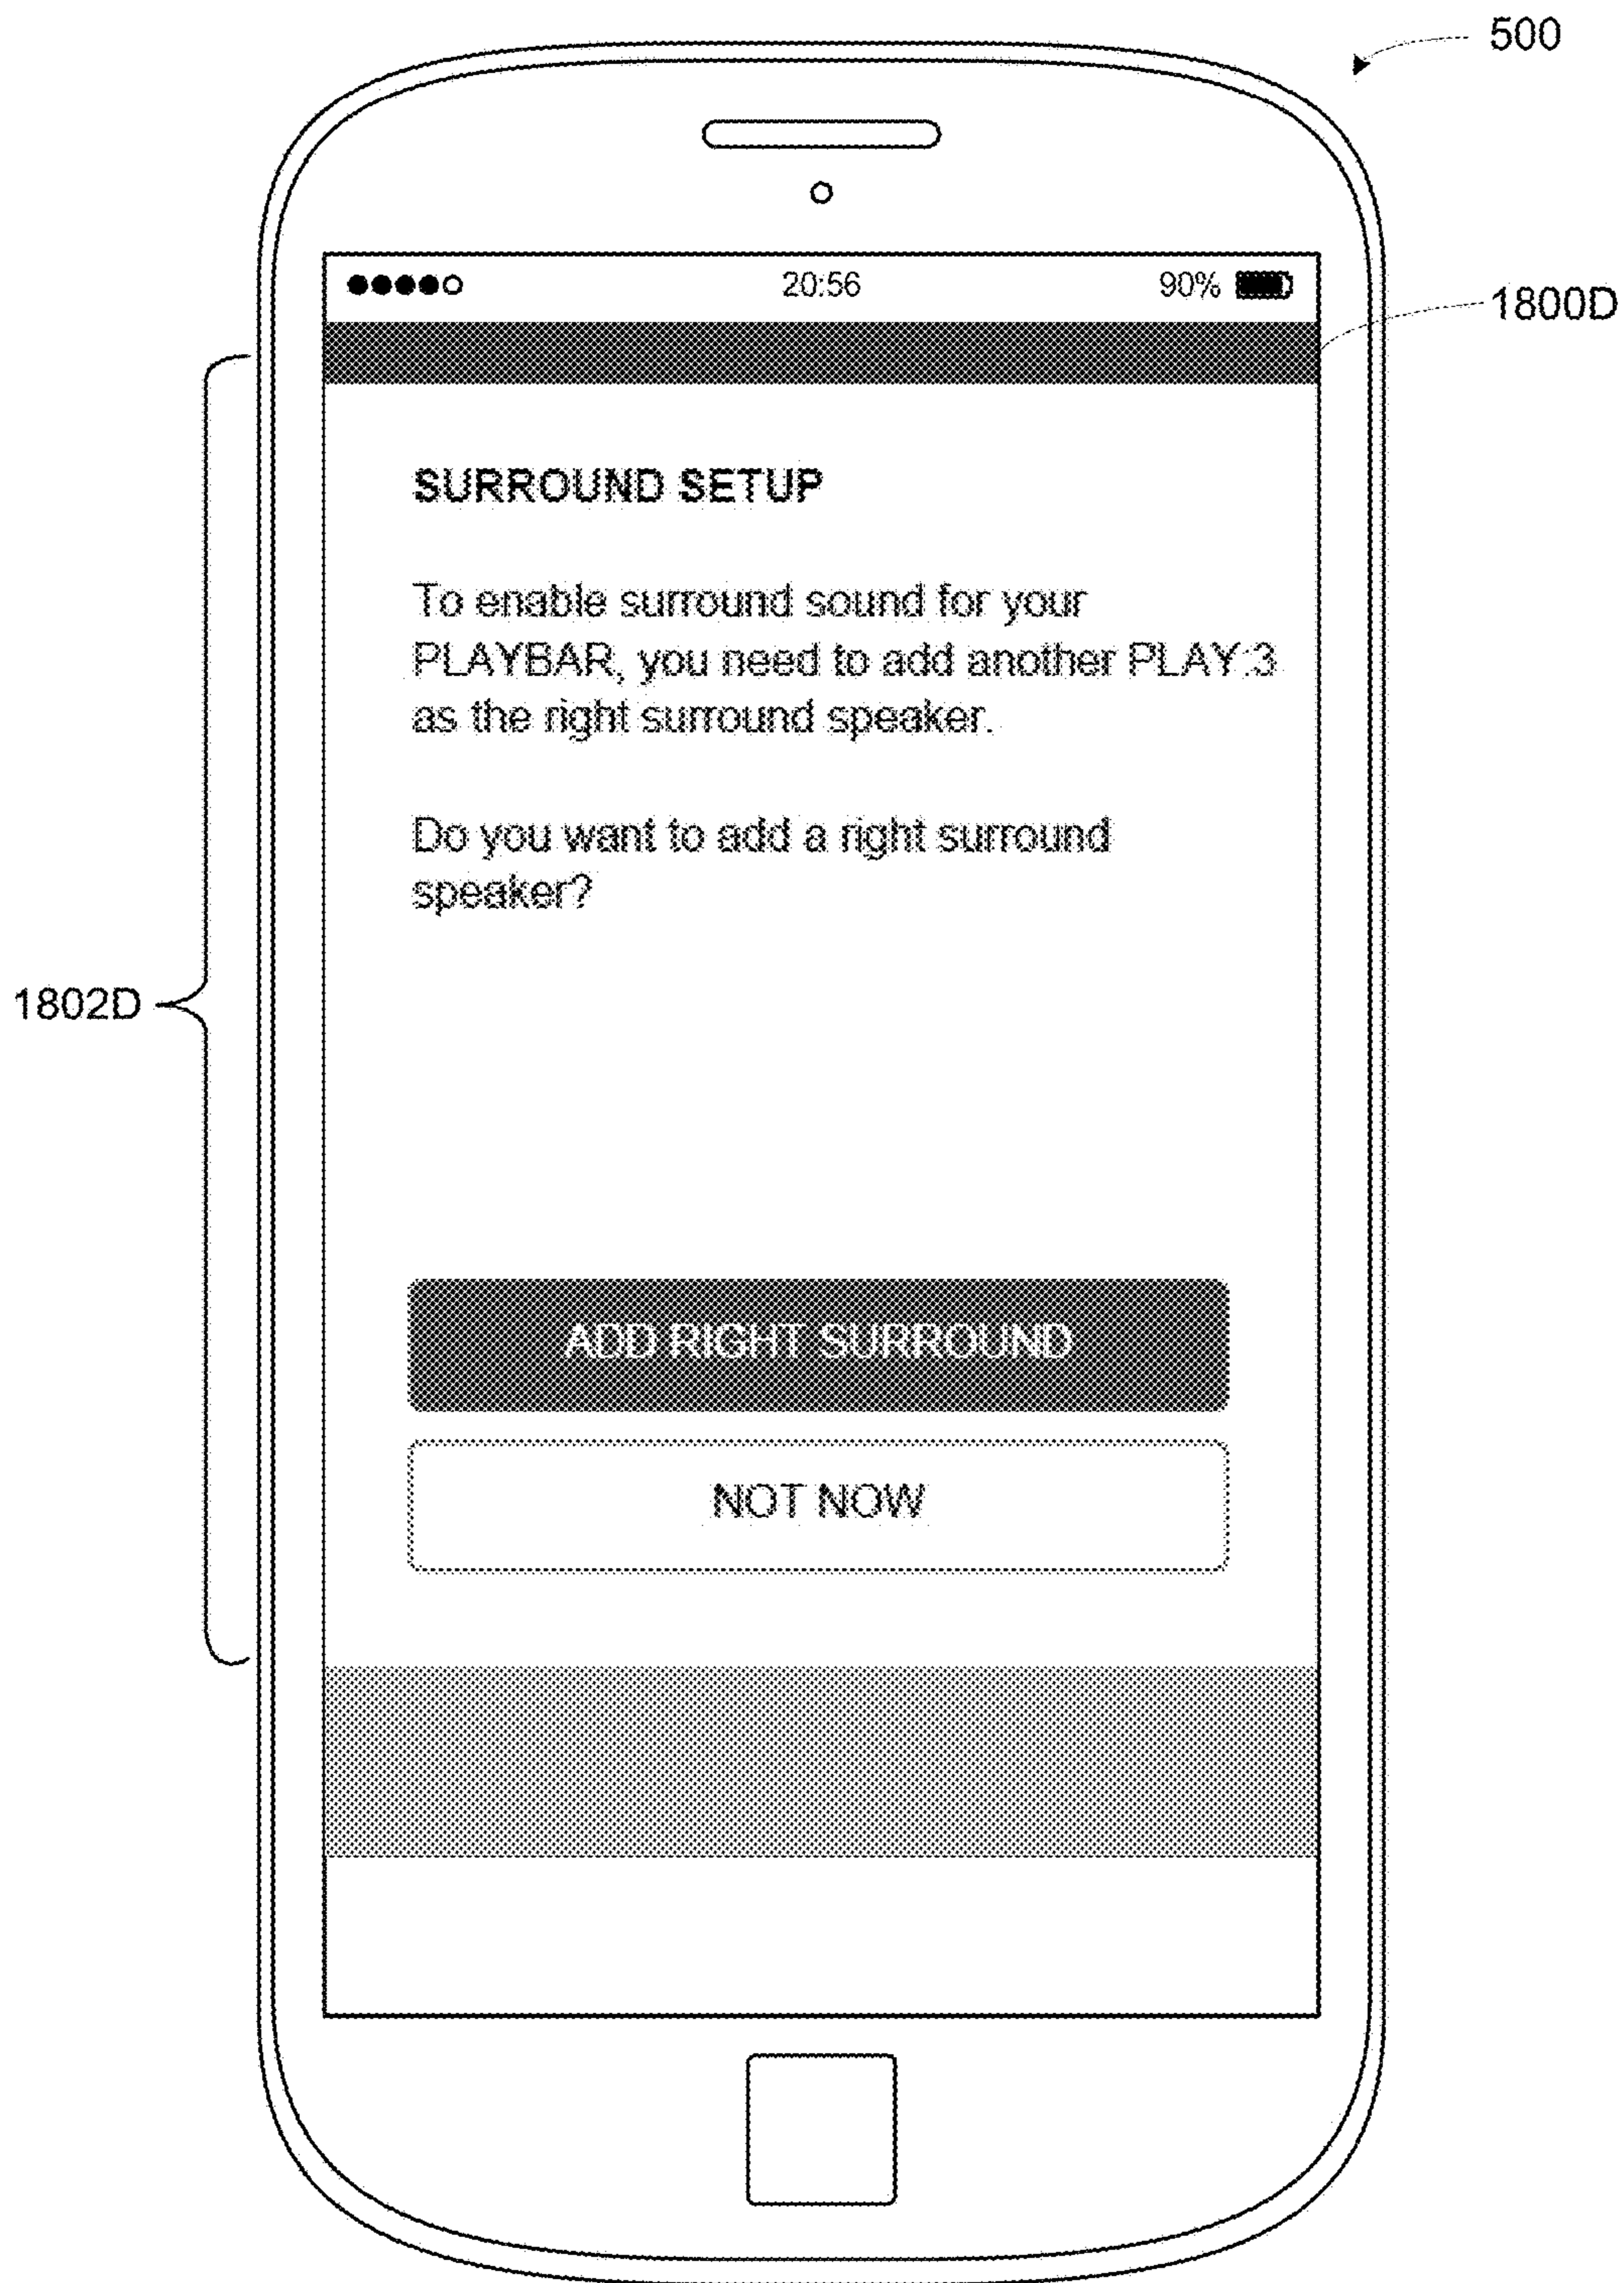 500
20:56
90%
1800D
SURROUND SETUP
To enable surround sound for your
PLAYBAR, you need to add another PLAY:3
as the right surround speaker.
Do you want to add a right surround
speaker?
1802D
ADD RIGHT SURROUND
NOT NOW